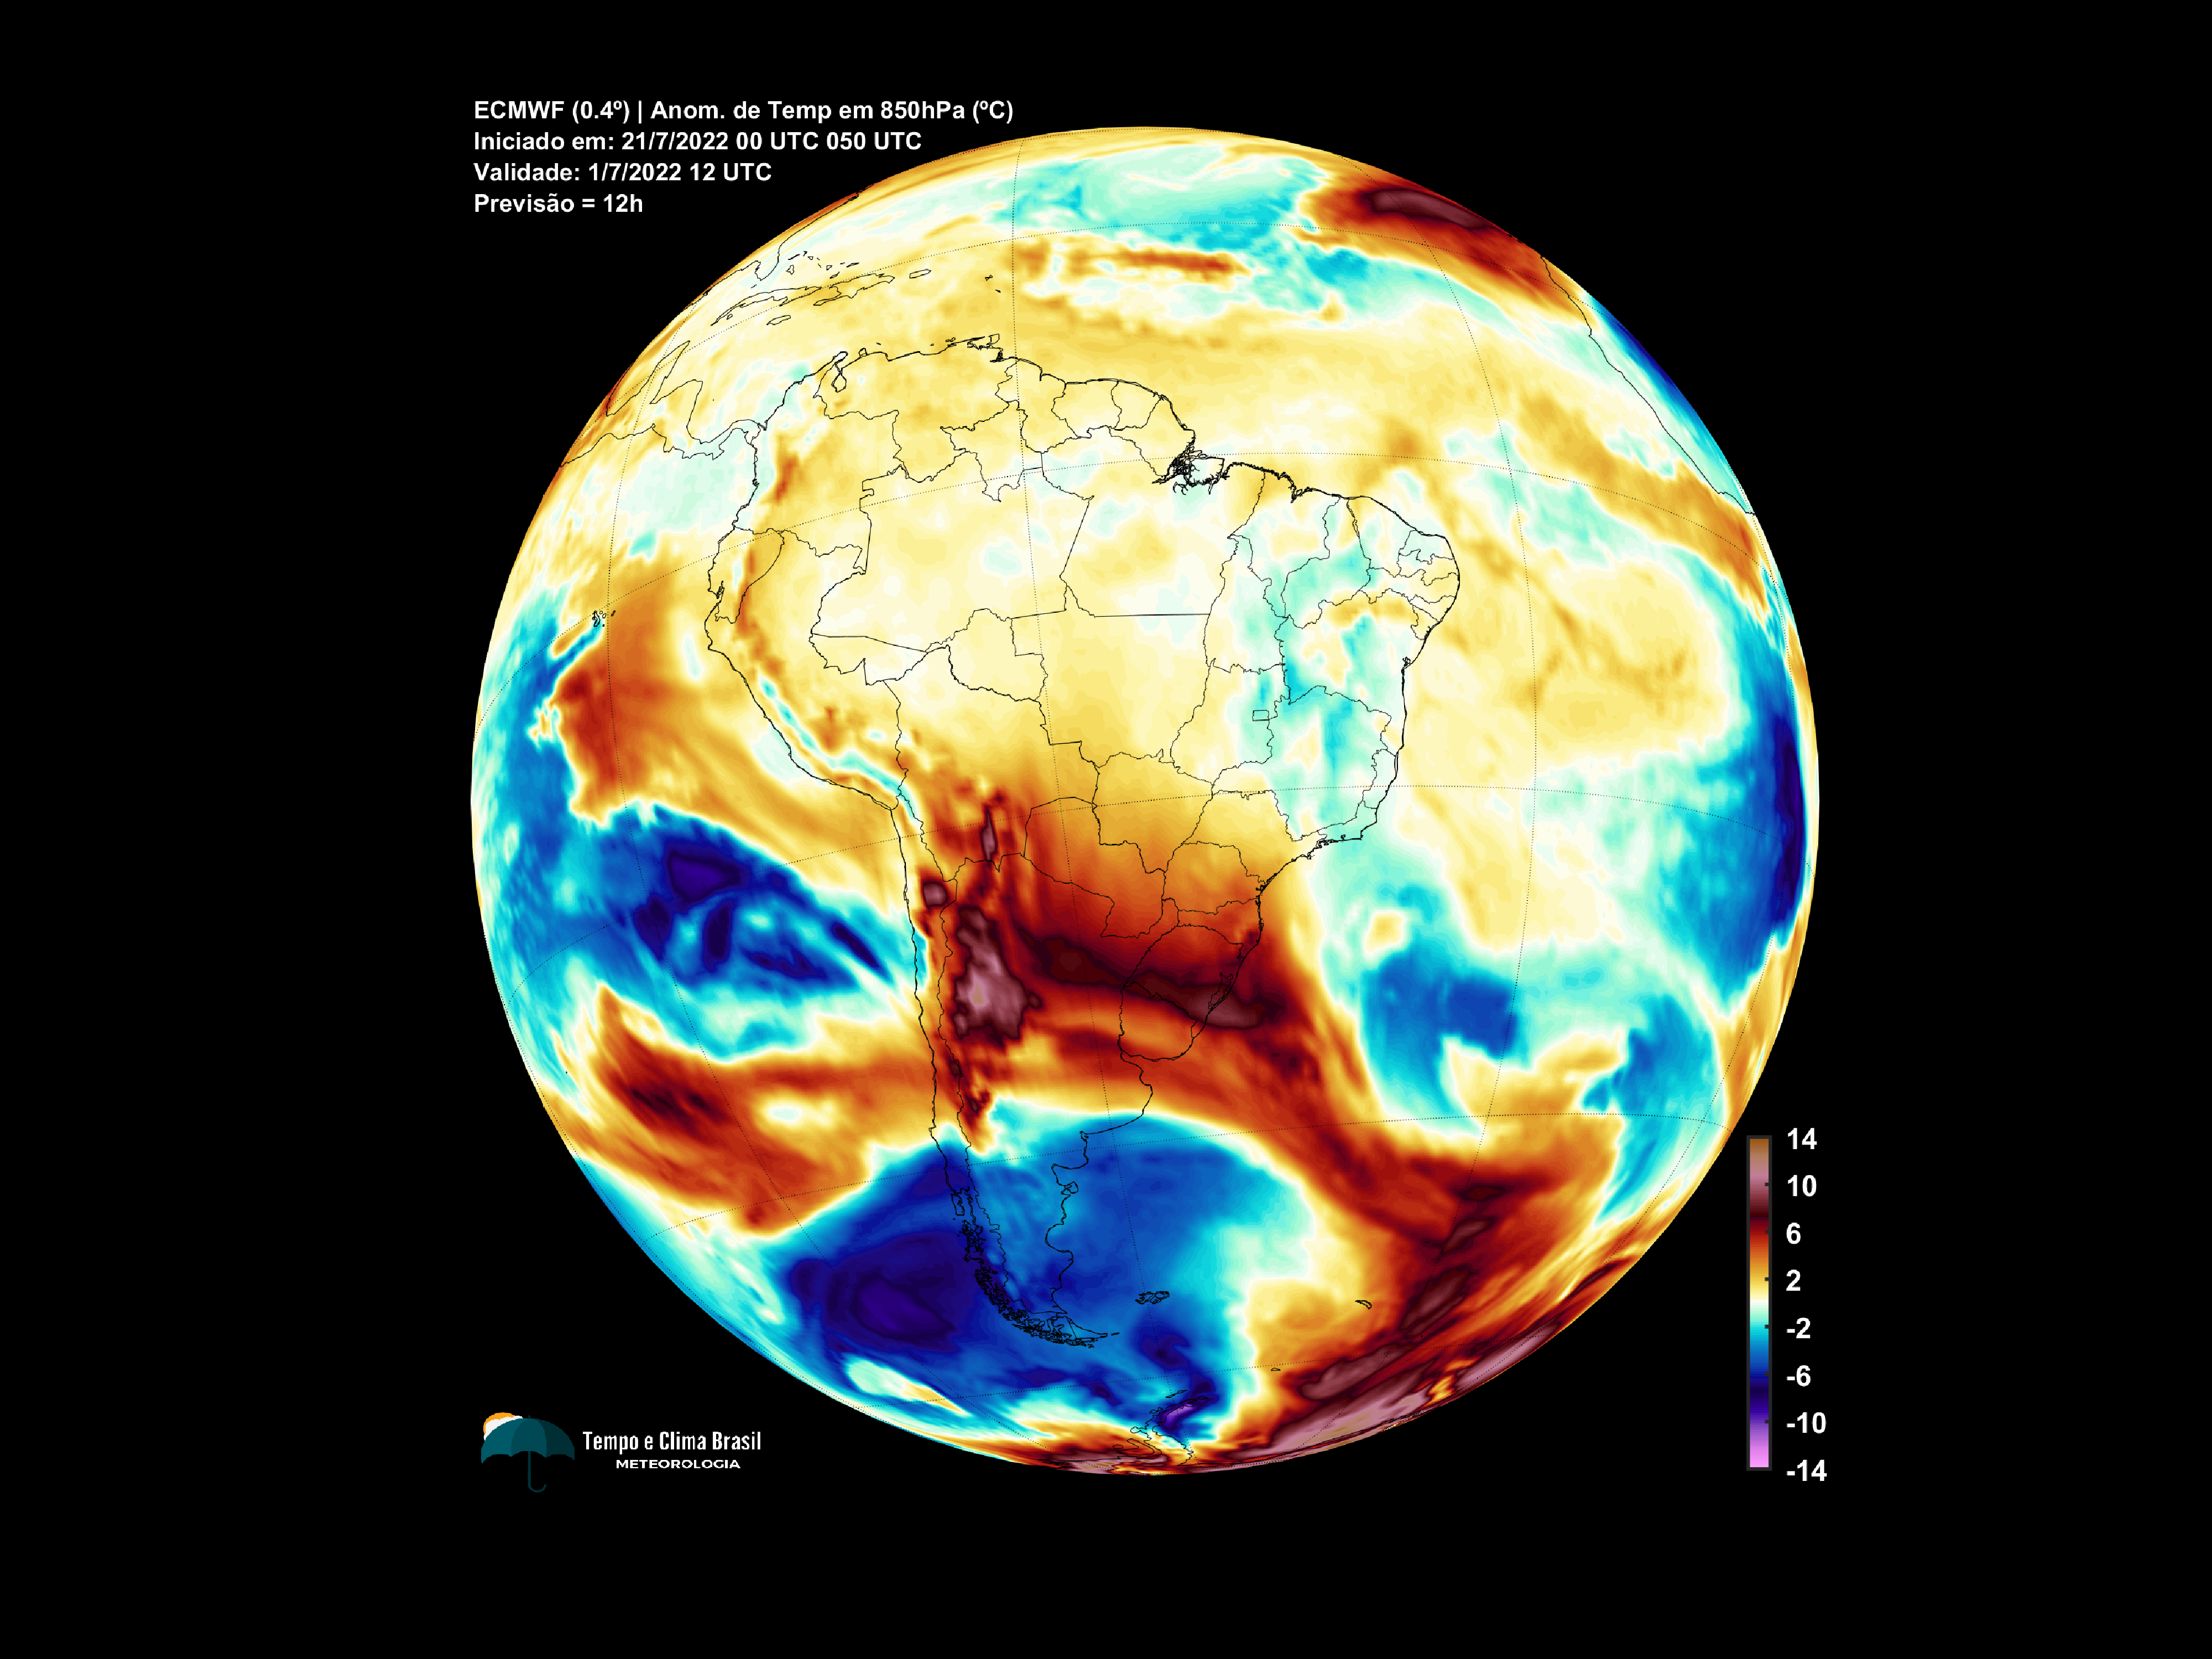 ECMWF (0.4º) | Anom. de Temp em 850hPa (ºC)
Iniciado em: 21/7/2022 00 UTC 050 UTC
Validade: 1/7/2022 12 UTC
Previsão = 12h
14
10
6
2
-2
-6
-10
-14
Tempo e Clima Brasil
METEOROLOGIA